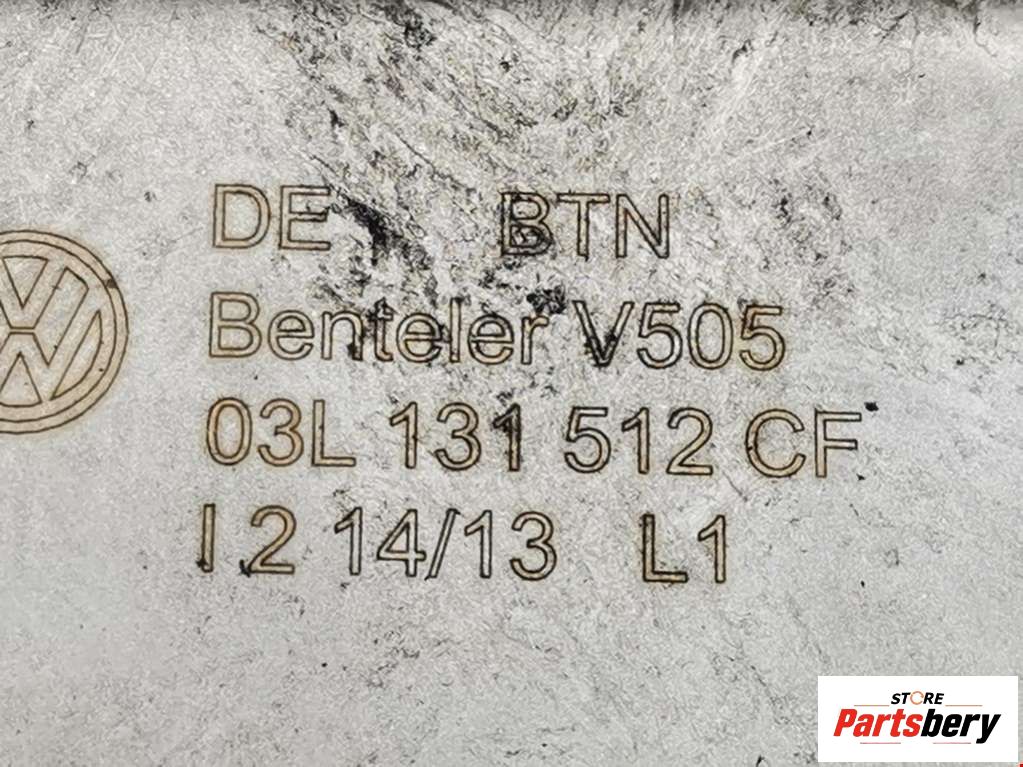 DE BTN
Benteler V505
03L 131 512 CF
I 2 14/13 L1
STORE
Partsbery